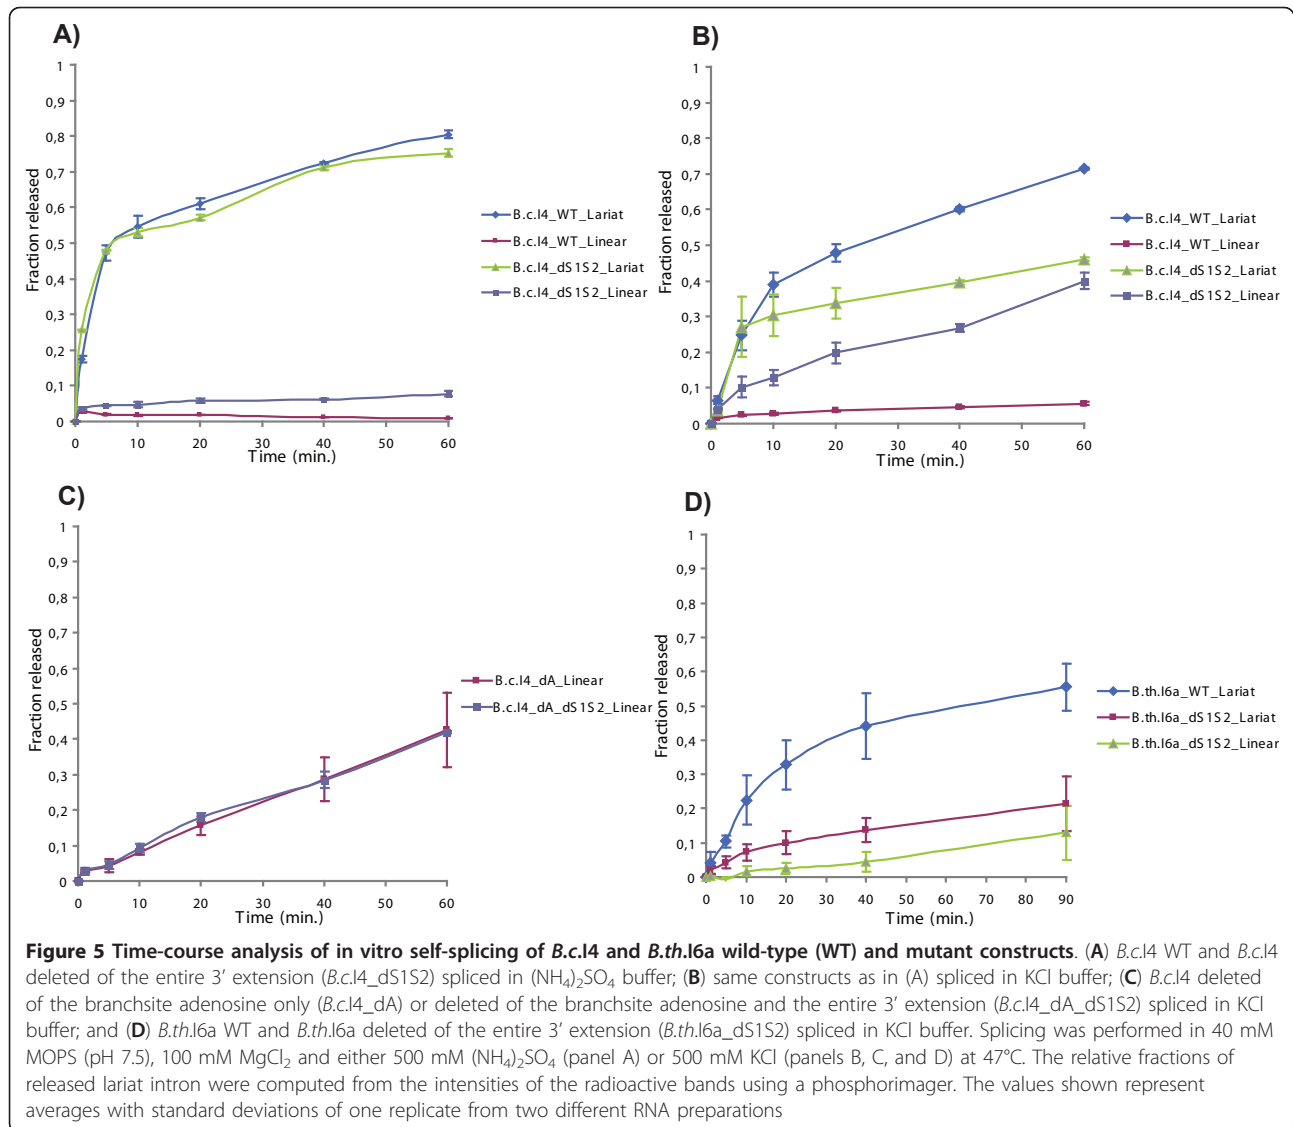 A)
1
0,9
0,8
0,7
0,6
0,5
0,4
0,3
0,2
0,1
0
Fraction released
0 10 20 30 40 50 60
Time (min.)
B.c.I4_WT_Lariat
B.c.I4_WT_Linear
B.c.I4_dS1S2_Lariat
B.c.I4_dS1S2_Linear
B)
1
0,9
0,8
0,7
0,6
0,5
0,4
0,3
0,2
0,1
0
Fraction released
0 10 20 30 40 50 60
Time (min.)
B.c.I4_WT_Lariat
B.c.I4_WT_Linear
B.c.I4_dS1S2_Lariat
B.c.I4_dS1S2_Linear
C)
1
0,9
0,8
0,7
0,6
0,5
0,4
0,3
0,2
0,1
0
Fraction released
0 20 40 60
Time (min.)
B.c.I4_dA_Linear
B.c.I4_dA_dS1S2_Linear
D)
1
0,9
0,8
0,7
0,6
0,5
0,4
0,3
0,2
0,1
0
Fraction released
0 10 20 30 40 50 60 70 80 90
Time (min.)
B.th.I6a_WT_Lariat
B.th.I6a_dS1S2_Lariat
B.th.I6a_dS1S2_Linear
Figure 5 Time-course analysis of in vitro self-splicing of B.c.I4 and B.th.I6a wild-type (WT) and mutant constructs. (A) B.c.I4 WT and B.c.I4
deleted of the entire 3′ extension (B.c.I4_dS1S2) spliced in (NH₄)₂SO₄ buffer; (B) same constructs as in (A) spliced in KCl buffer; (C) B.c.I4 deleted
of the branchsite adenosine only (B.c.I4_dA) or deleted of the branchsite adenosine and the entire 3′ extension (B.c.I4_dA_dS1S2) spliced in KCl
buffer; and (D) B.th.I6a WT and B.th.I6a deleted of the entire 3′ extension (B.th.I6a_dS1S2) spliced in KCl buffer. Splicing was performed in 40 mM
MOPS (pH 7.5), 100 mM MgCl₂ and either 500 mM (NH₄)₂SO₄ (panel A) or 500 mM KCl (panels B, C, and D) at 47°C. The relative fractions of
released lariat intron were computed from the intensities of the radioactive bands using a phosphorimager. The values shown represent
averages with standard deviations of one replicate from two different RNA preparations